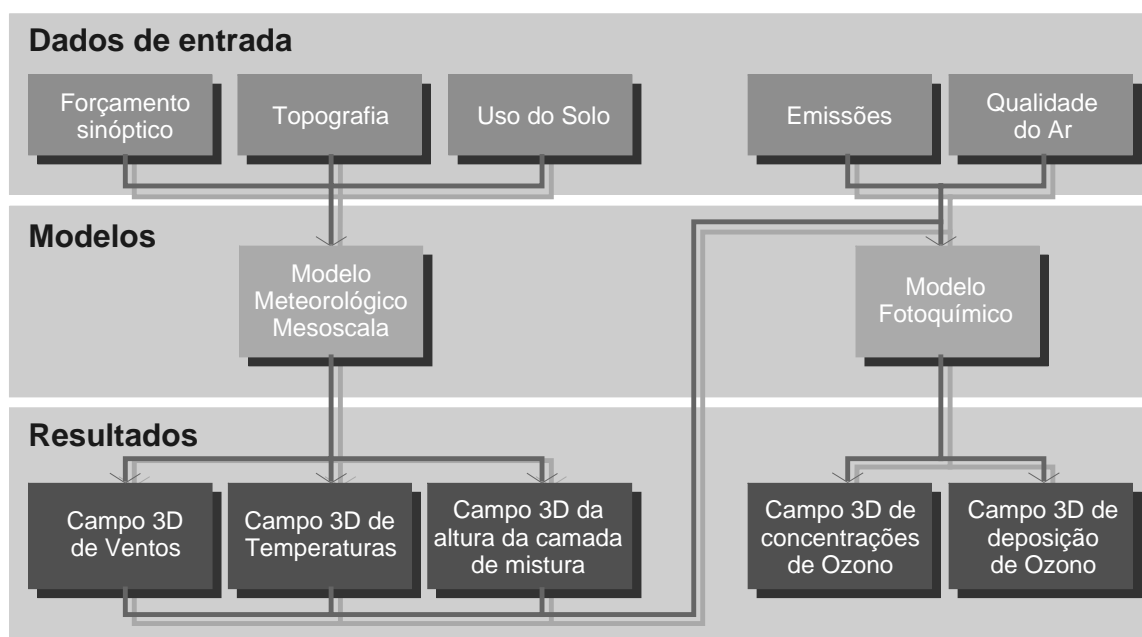 Dados de entrada
Forçamento
sinóptico
Topografia
Uso do Solo
Emissões
Qualidade
do Ar
Modelos
Modelo
Meteorológico
Mesoscala
Modelo
Fotoquímico
Resultados
Campo 3D
de Ventos
Campo 3D de
Temperaturas
Campo 3D da
altura da camada
de mistura
Campo 3D de
concentrações
de Ozono
Campo 3D de
deposição
de Ozono